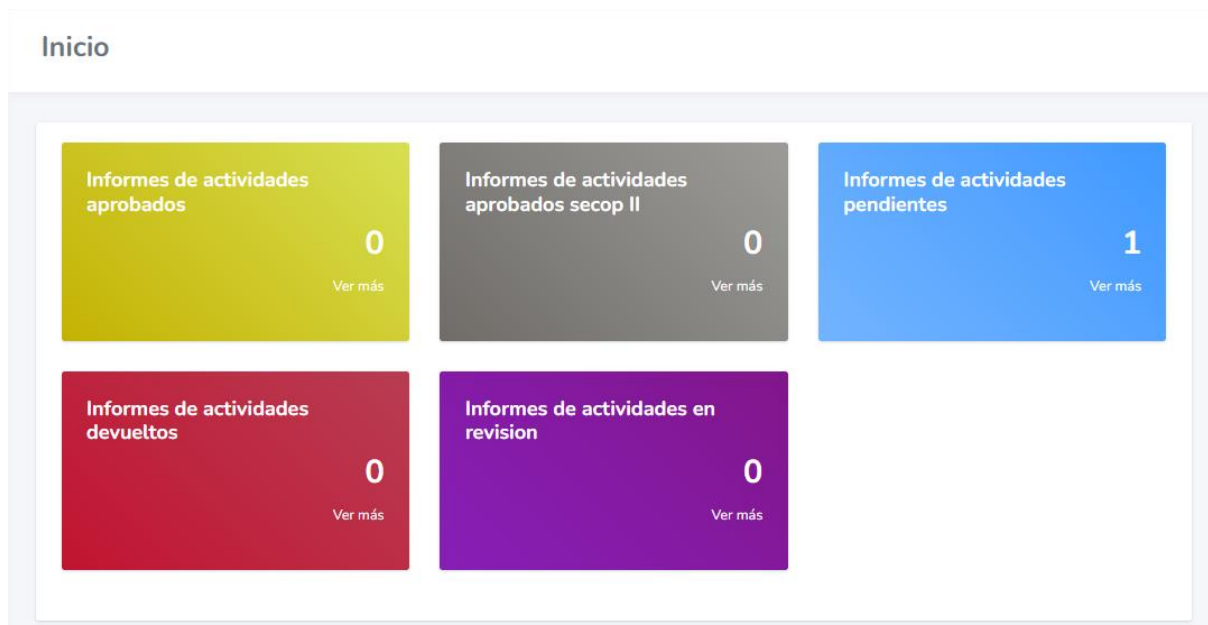 Inicio
Informes de actividades
aprobados
0
Ver más
Informes de actividades
aprobados secop II
0
Ver más
Informes de actividades
pendientes
1
Ver más
Informes de actividades
devueltos
0
Ver más
Informes de actividades en
revision
0
Ver más